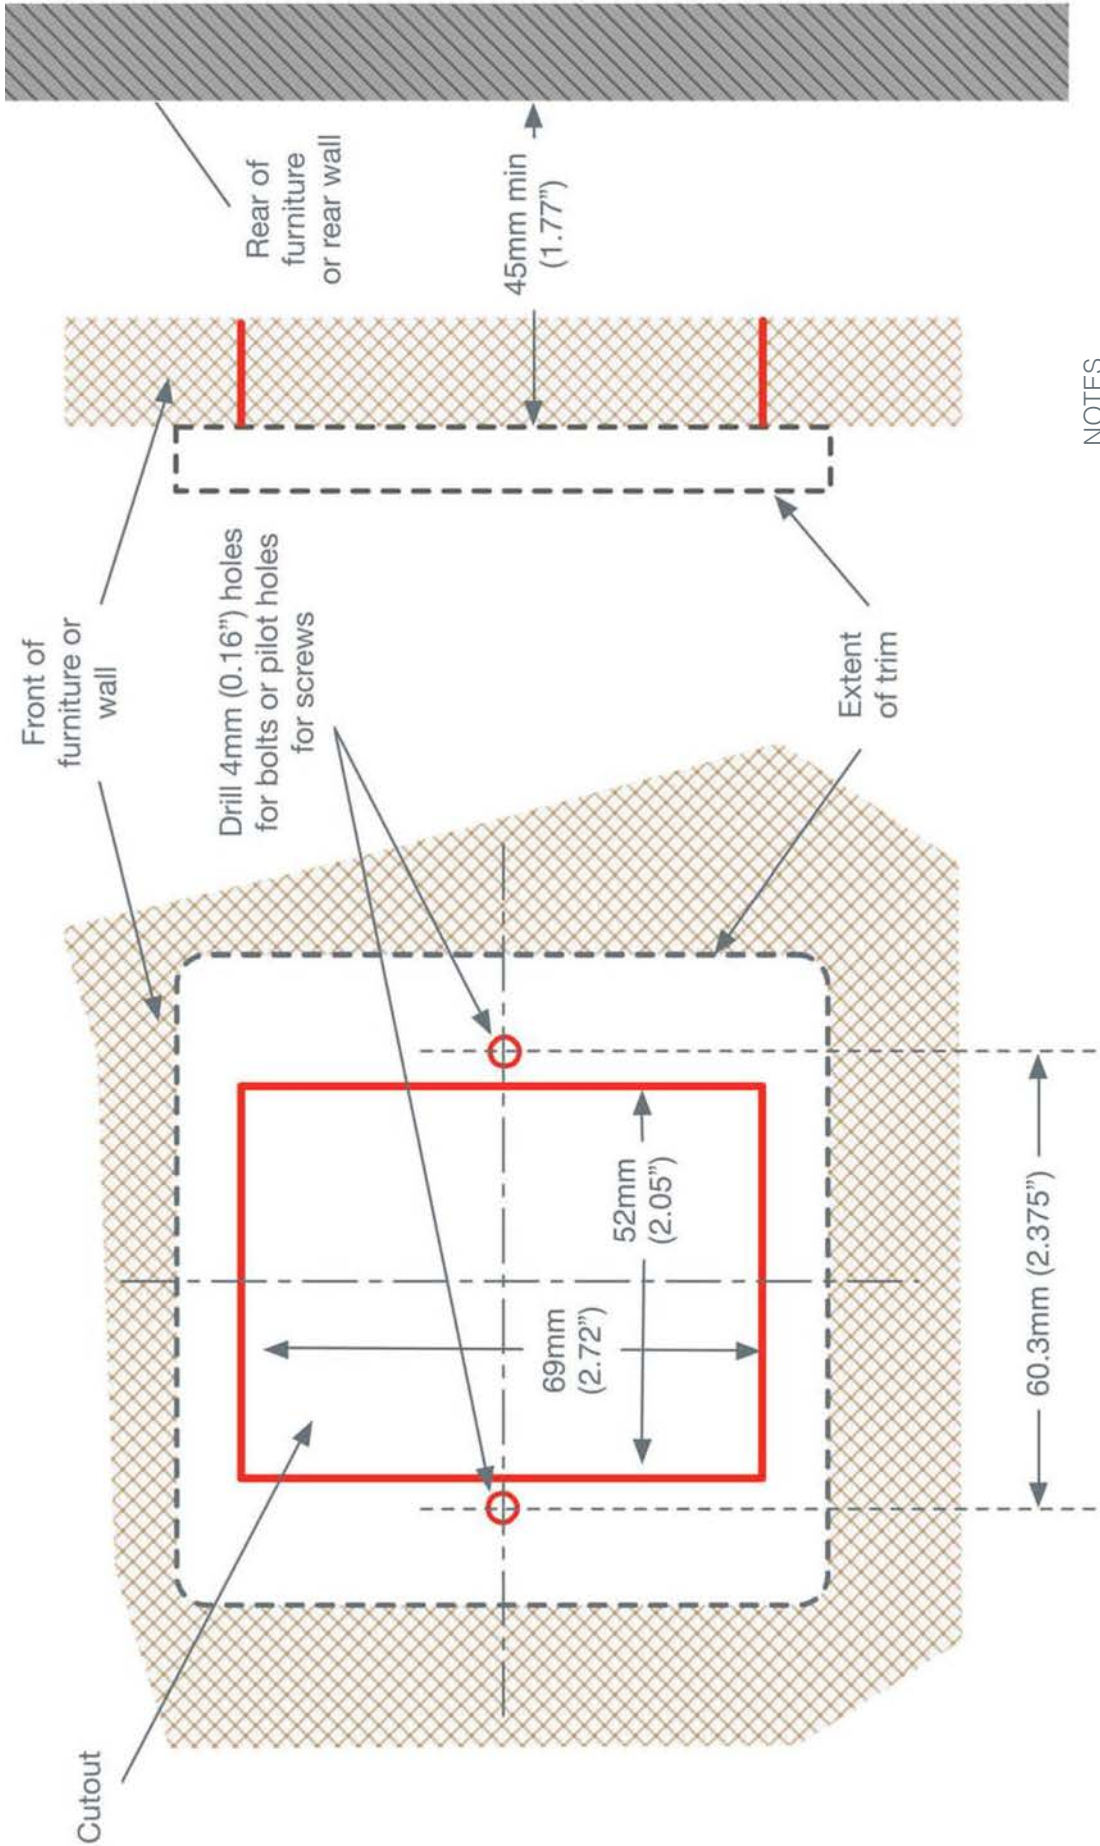 Cutout
Front of
furniture or
wall
Drill 4mm (0.16”) holes
for bolts or pilot holes
for screws
Rear of
furniture
or rear wall
45mm min
(1.77”)
69mm
(2.72”)
52mm
(2.05”)
Extent
of trim
60.3mm (2.375”)
NOTES